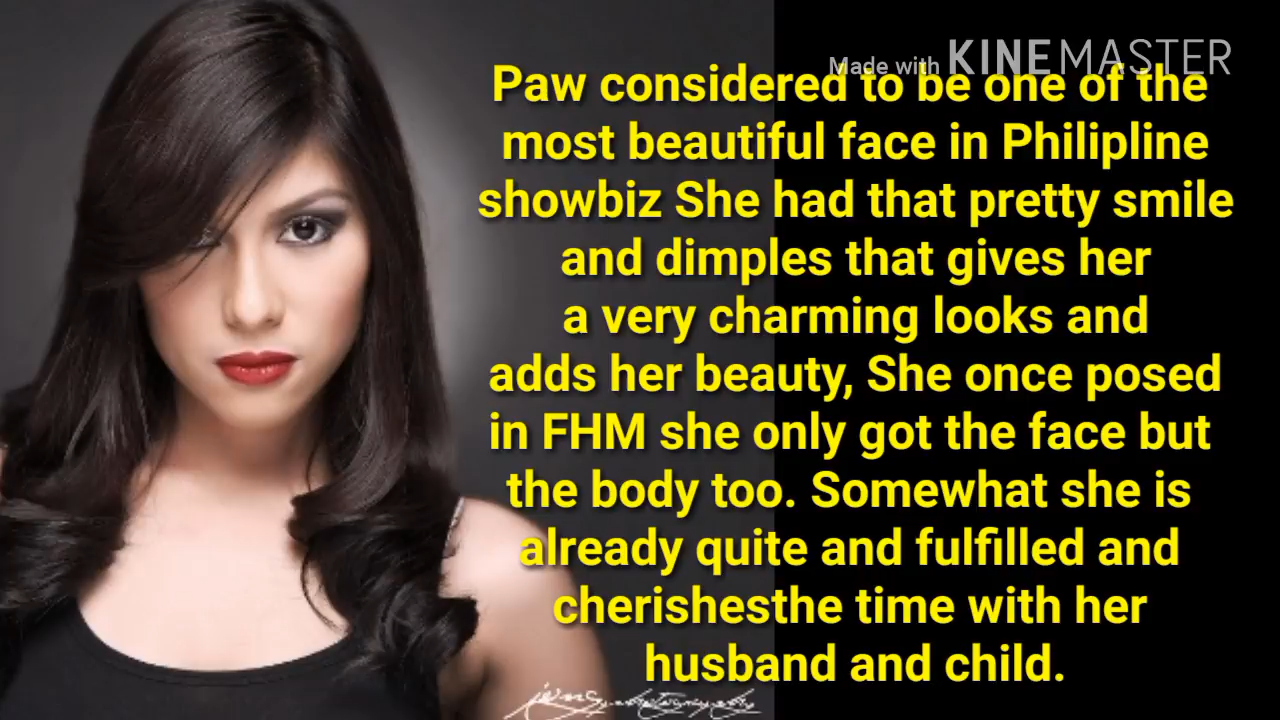 Made with KINEMASTER
Paw considered to be one of the
most beautiful face in Philipline
showbiz She had that pretty smile
and dimples that gives her
a very charming looks and
adds her beauty, She once posed
in FHM she only got the face but
the body too. Somewhat she is
already quite and fulfilled and
cherishesthe time with her
husband and child.